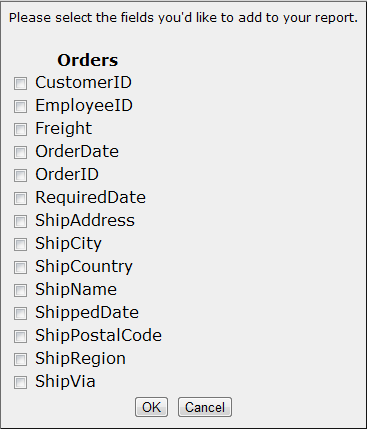 Please select the fields you'd like to add to your report.
Orders
CustomerID
EmployeeID
Freight
OrderDate
OrderID
RequiredDate
ShipAddress
ShipCity
ShipCountry
ShipName
ShippedDate
ShipPostalCode
ShipRegion
ShipVia
OK Cancel